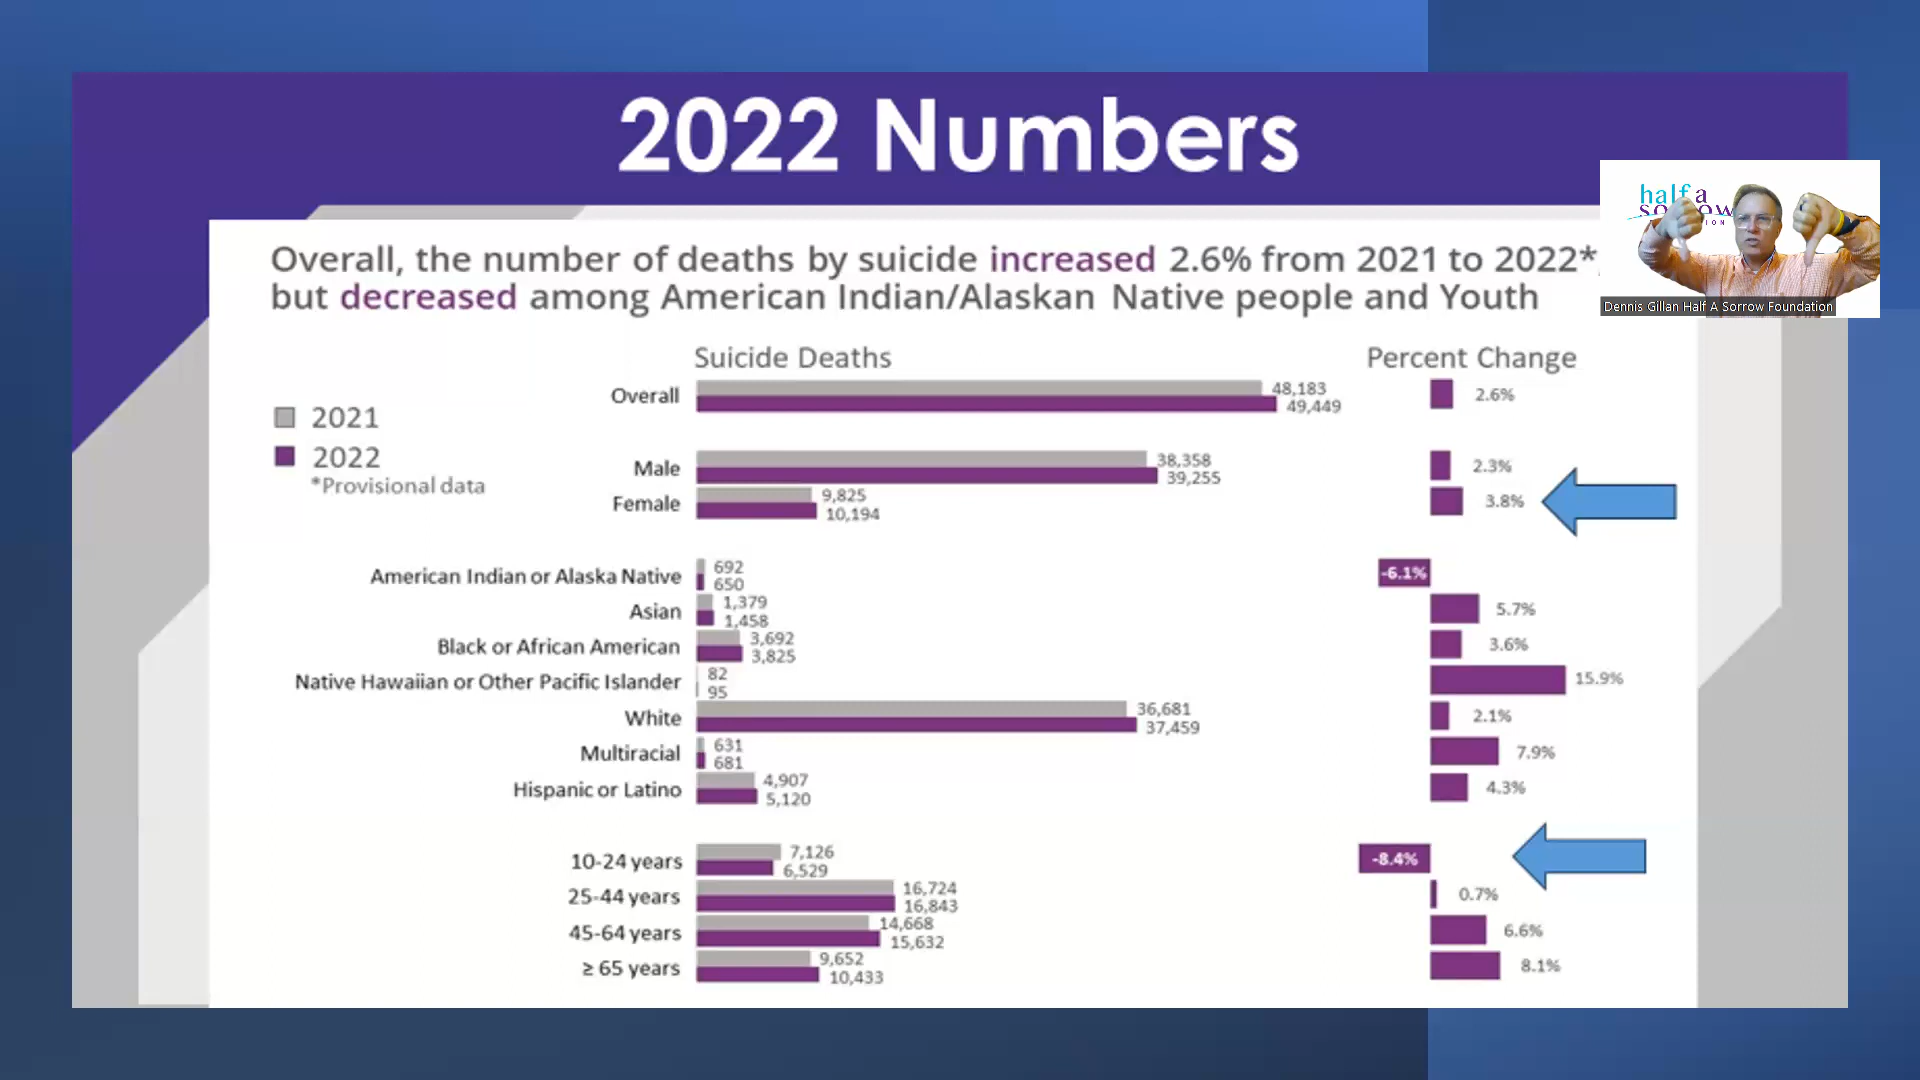 2022 Numbers
half a
Overall, the number of deaths by suicide increased 2.6% from 2021 to 2022*,
but decreased among American Indian/Alaskan Native people and Youth
Dennis Gillan Half A Sorrow Foundation
Suicide Deaths
Percent Change
2021
2022
*Provisional data
Overall 48,183 2.6%
49,449
Male 38,358 2.3%
39,255
Female 9,825 3.8%
10,194
American Indian or Alaska Native 692 -6.1%
650
Asian 1,379 5.7%
1,458
Black or African American 3,692 3.6%
3,825
Native Hawaiian or Other Pacific Islander 82 15.9%
95
White 36,681 2.1%
37,459
Multiracial 631 7.9%
681
Hispanic or Latino 4,907 4.3%
5,120
10-24 years 7,126 -8.4%
6,529
25-44 years 16,724 0.7%
16,843
45-64 years 14,668 6.6%
15,632
≥ 65 years 9,652 8.1%
10,433